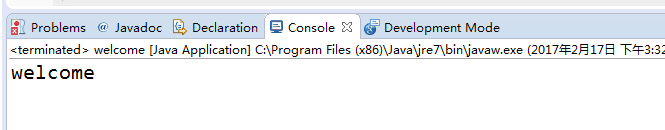 Problems @ Javadoc Declaration Console Development Mode
<terminated> welcome [Java Application] C:\Program Files (x86)\Java\jre7\bin\javaw.exe (2017年2月17日 下午3:32
welcome